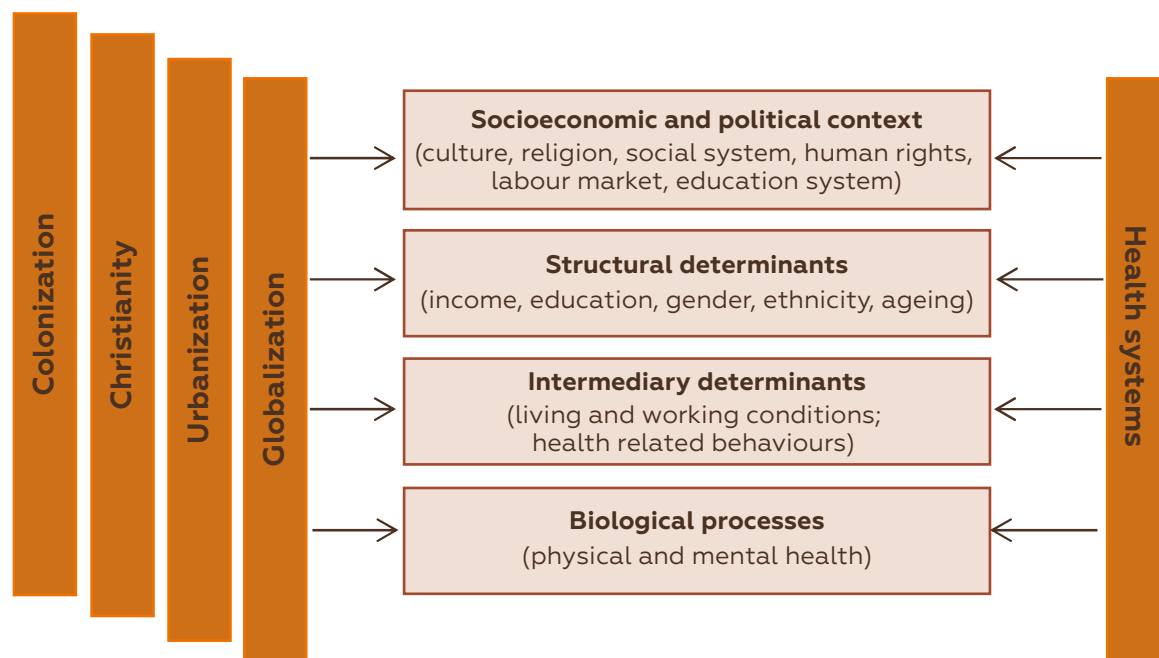 Colonization
Christianity
Urbanization
Globalization
Socioeconomic and political context
(culture, religion, social system, human rights,
labour market, education system)
Structural determinants
(income, education, gender, ethnicity, ageing)
Intermediary determinants
(living and working conditions;
health related behaviours)
Biological processes
(physical and mental health)
Health systems